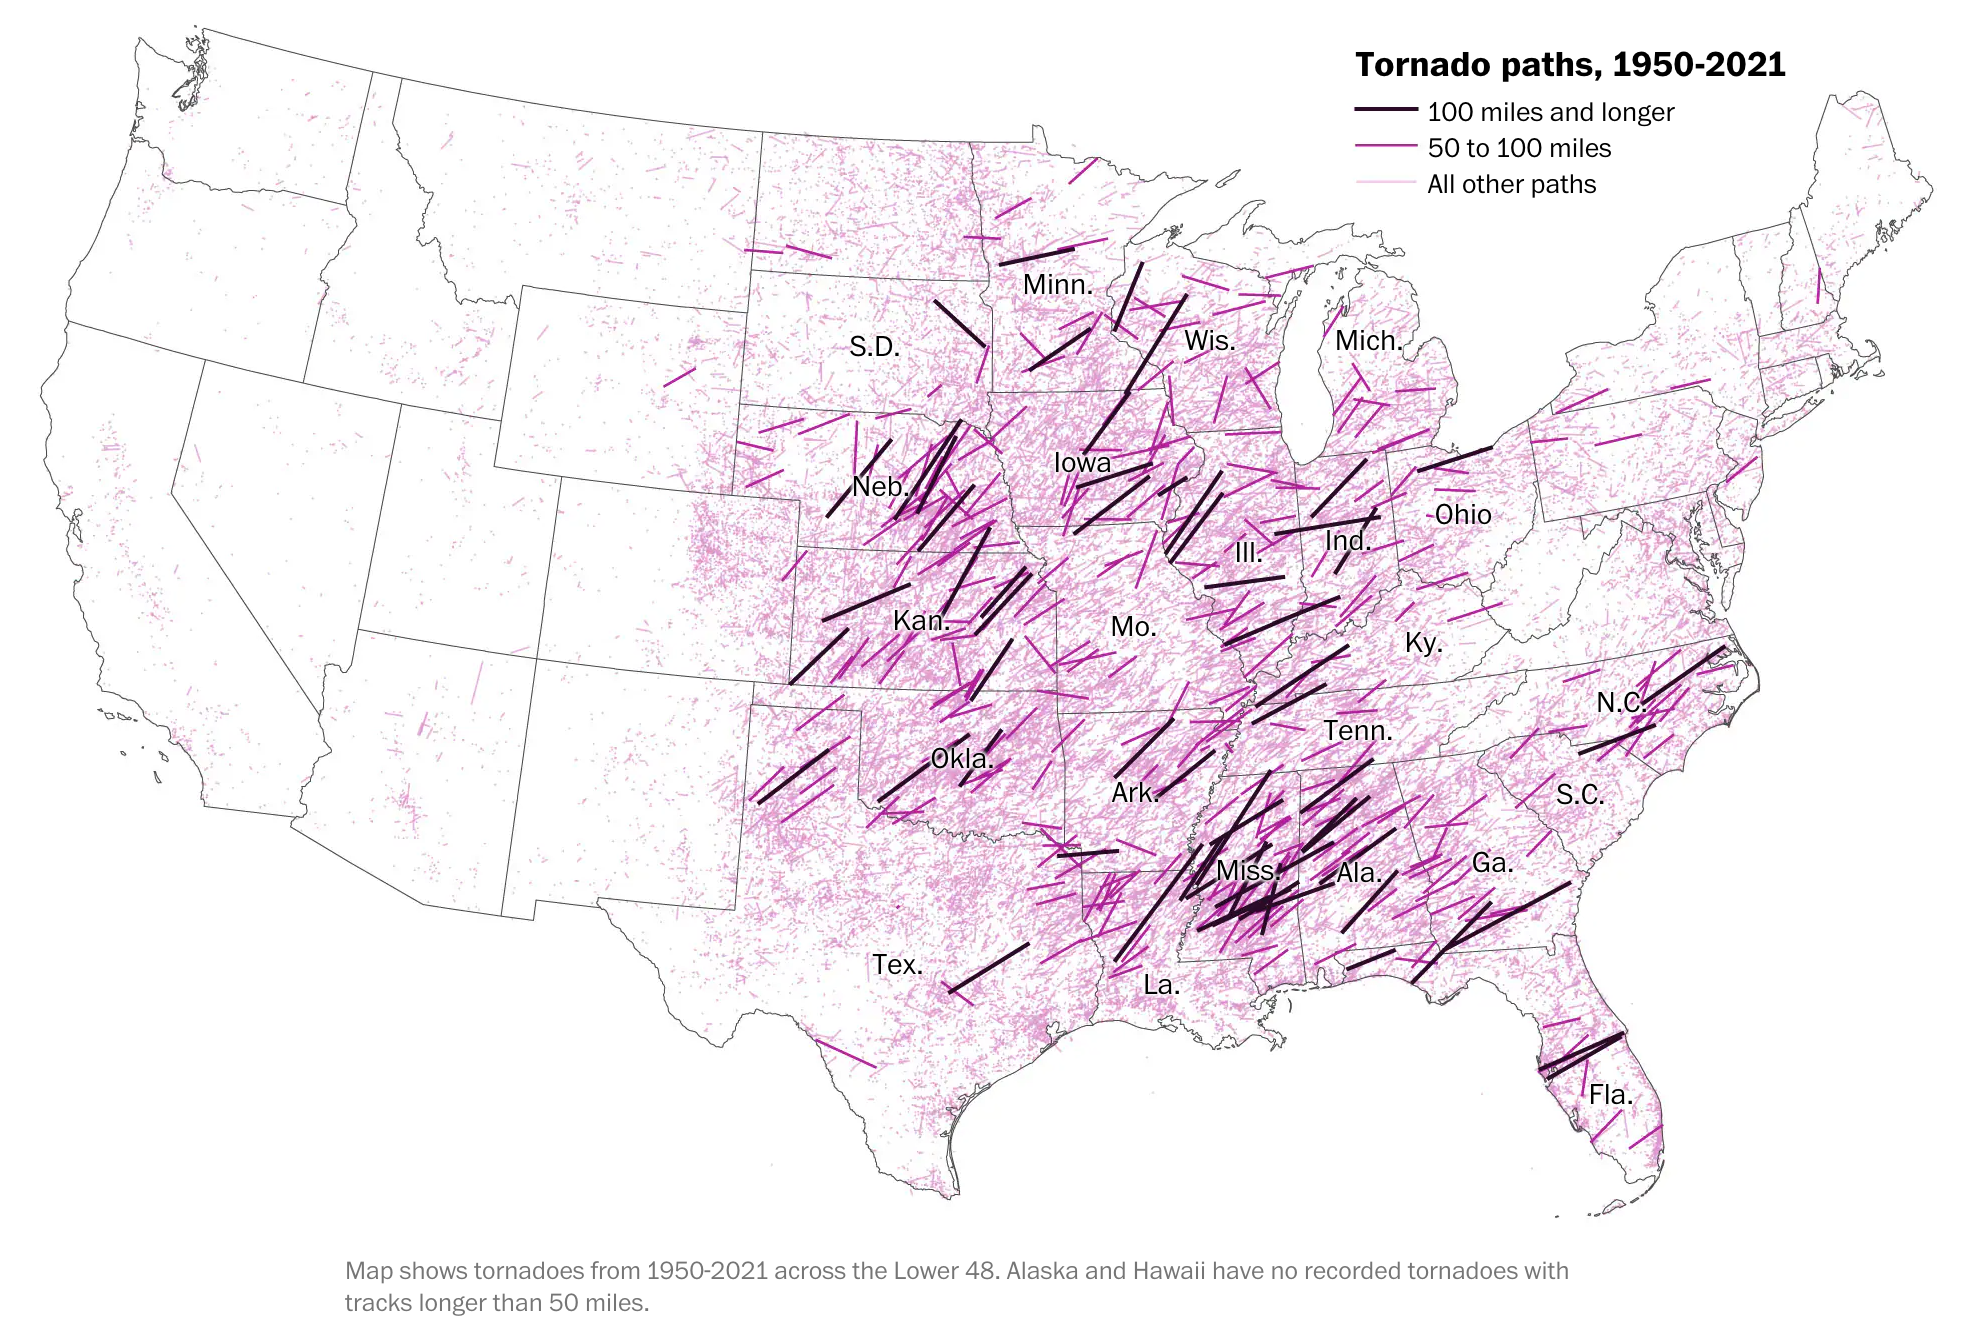 Tornado paths, 1950-2021
100 miles and longer
50 to 100 miles
All other paths
Minn.
S.D.
Wis.
Mich.
Iowa
Neb.
Ohio
Ill.
Ind.
Kan.
Mo.
Ky.
N.C.
Tenn.
Okla.
Ark.
S.C.
Miss.
Ala.
Ga.
Tex.
La.
Fla.
Map shows tornadoes from 1950-2021 across the Lower 48. Alaska and Hawaii have no recorded tornadoes with
tracks longer than 50 miles.